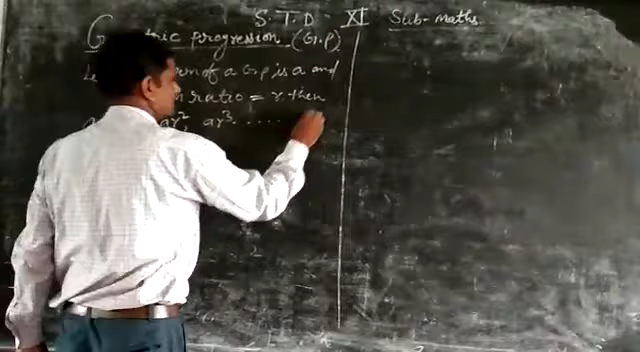 S.T.D - XI Sub - maths.
G tric progression (G.P)
of a G.P is a and
ratio = r then
ar², ar³.......